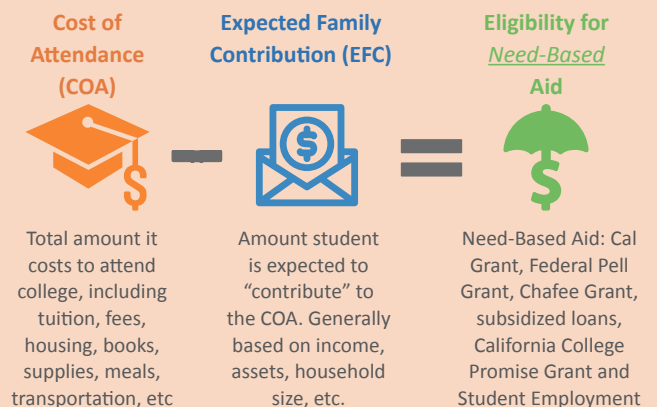 Cost of
Attendance
(COA)
Expected Family
Contribution (EFC)
Eligibility for
Need-Based
Aid
$
$
$
Total amount it
costs to attend
college, including
tuition, fees,
housing, books,
supplies, meals,
transportation, etc
Amount student
is expected to
“contribute” to
the COA. Generally
based on income,
assets, household
size, etc.
Need-Based Aid: Cal
Grant, Federal Pell
Grant, Chafee Grant,
subsidized loans,
California College
Promise Grant and
Student Employment